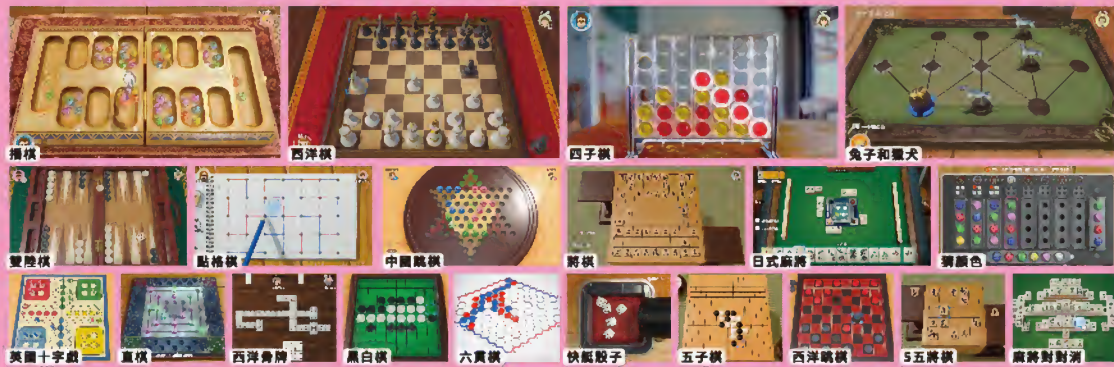 播棋
西洋棋
四子棋
兔子和獵犬
雙陸棋
點格棋
中國跳棋
將棋
日式麻將
猜顏色
英國十字戲
直棋
西洋骨牌
黑白棋
六貫棋
快艇骰子
五子棋
西洋跳棋
5五將棋
麻將對對消